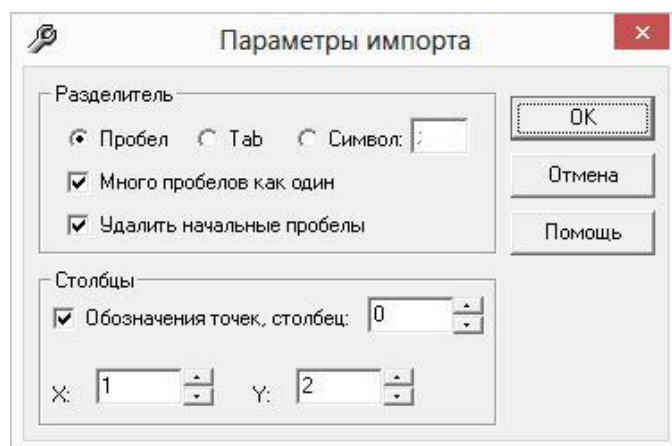 Параметры импорта
Разделитель
Пробел Tab Символ:
Много пробелов как один
Удалить начальные пробелы
OK
Отмена
Помощь
Столбцы
Обозначения точек, столбец: 0
X: 1 Y: 2